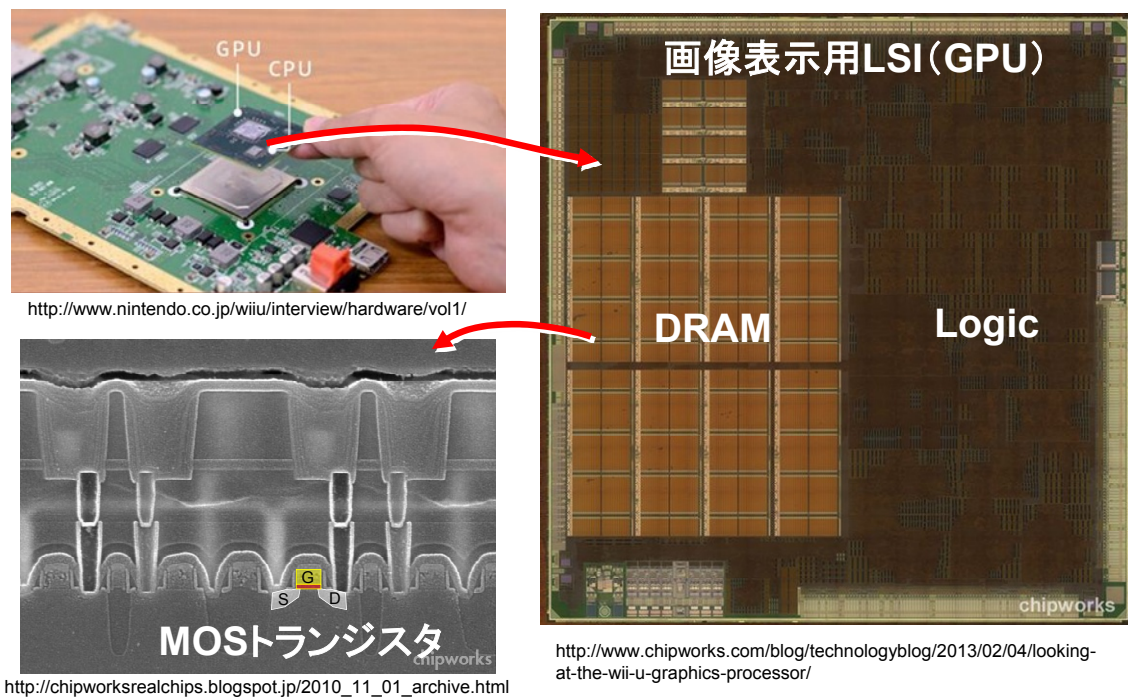 GPU
CPU
http://www.nintendo.co.jp/wiiu/interview/hardware/vol1/
画像表示用LSI(GPU)
DRAM
Logic
chipworks
http://www.chipworks.com/blog/technologyblog/2013/02/04/looking-
at-the-wii-u-graphics-processor/
G
S
D
MOSトランジスタ
chipworks
http://chipworksrealchips.blogspot.jp/2010_11_01_archive.html